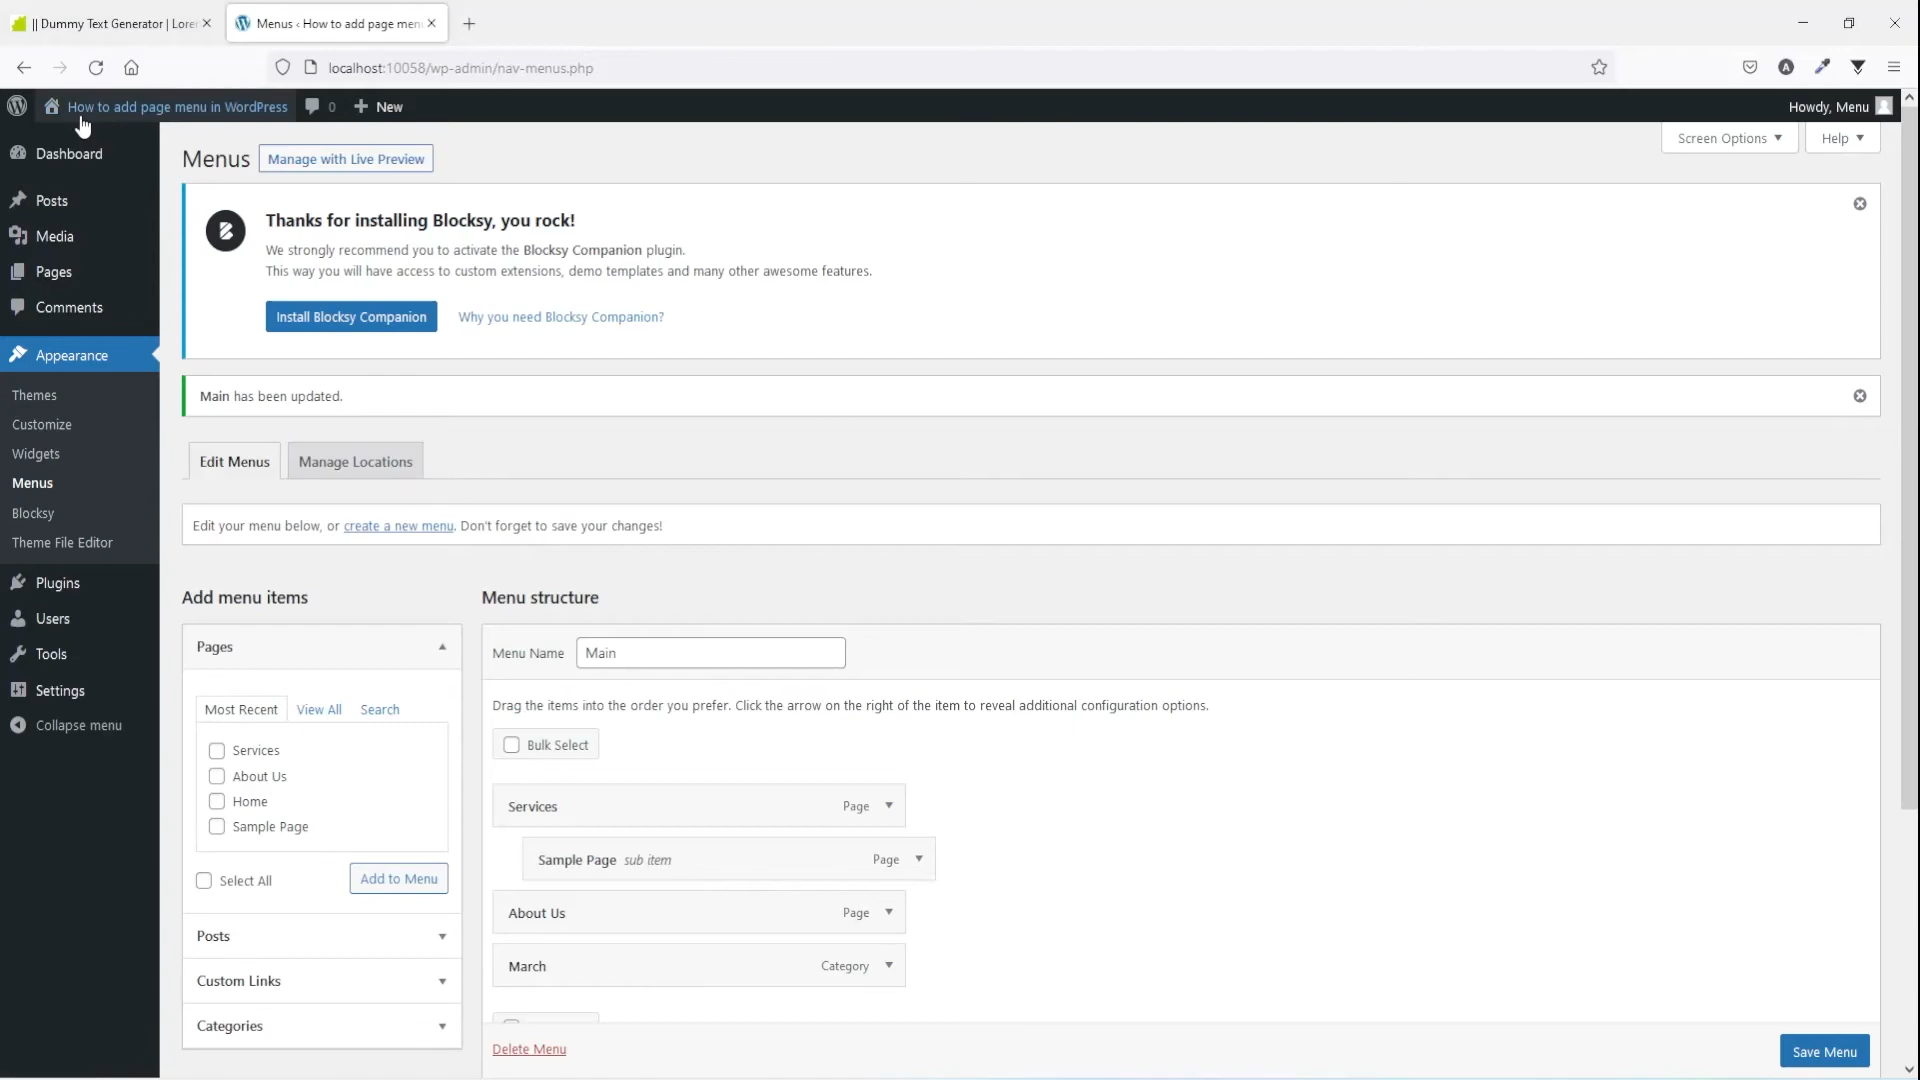 || Dummy Text Generator | Lore
Menus ‹ How to add page men
localhost:10058/wp-admin/nav-menus.php
How to add page menu in WordPress
0
New
Howdy, Menu
Dashboard
Posts
Media
Pages
Comments
Appearance
Themes
Customize
Widgets
Menus
Blocksy
Theme File Editor
Plugins
Users
Tools
Settings
Collapse menu
Screen Options
Help
Menus
Manage with Live Preview
Thanks for installing Blocksy, you rock!
We strongly recommend you to activate the Blocksy Companion plugin.
This way you will have access to custom extensions, demo templates and many other awesome features.
Install Blocksy Companion
Why you need Blocksy Companion?
Main has been updated.
Edit Menus
Manage Locations
Edit your menu below, or create a new menu. Don't forget to save your changes!
Add menu items
Pages
Most Recent
View All
Search
Services
About Us
Home
Sample Page
Select All
Add to Menu
Posts
Custom Links
Categories
Menu structure
Menu Name
Main
Drag the items into the order you prefer. Click the arrow on the right of the item to reveal additional configuration options.
Bulk Select
Services Page
Sample Page sub item Page
About Us Page
March Category
Delete Menu
Save Menu